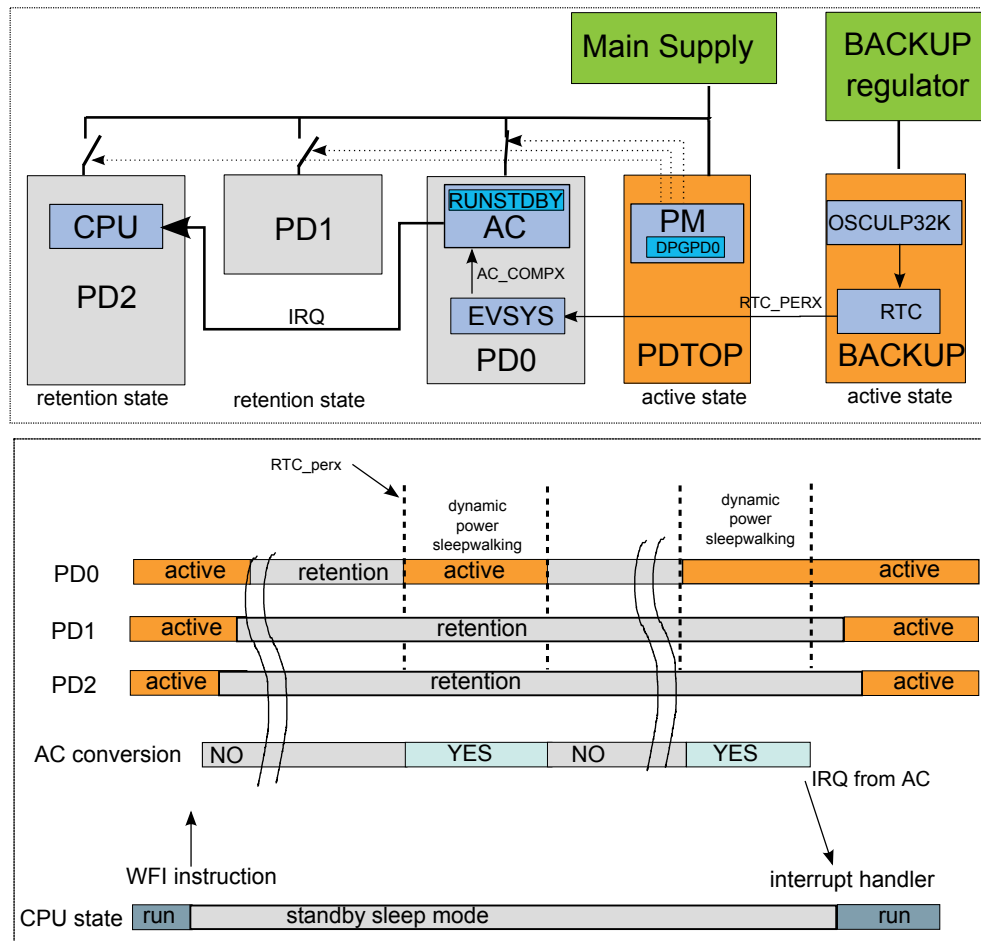 Main Supply
BACKUP
regulator
RUNSTDBY
AC
CPU
PD1
PM
DPGPD0
OSCULP32K
AC_COMPX
PD2
IRQ
EVSYS
RTC_PERX
RTC
PD0
PDTOP
BACKUP
retention state
retention state
active state
active state
RTC_perx
dynamic
power
sleepwalking
dynamic
power
sleepwalking
PD0
active
retention
active
active
PD1
active
retention
active
PD2
active
retention
active
AC conversion
NO
YES
NO
YES
IRQ from AC
WFI instruction
interrupt handler
CPU state
run
standby sleep mode
run